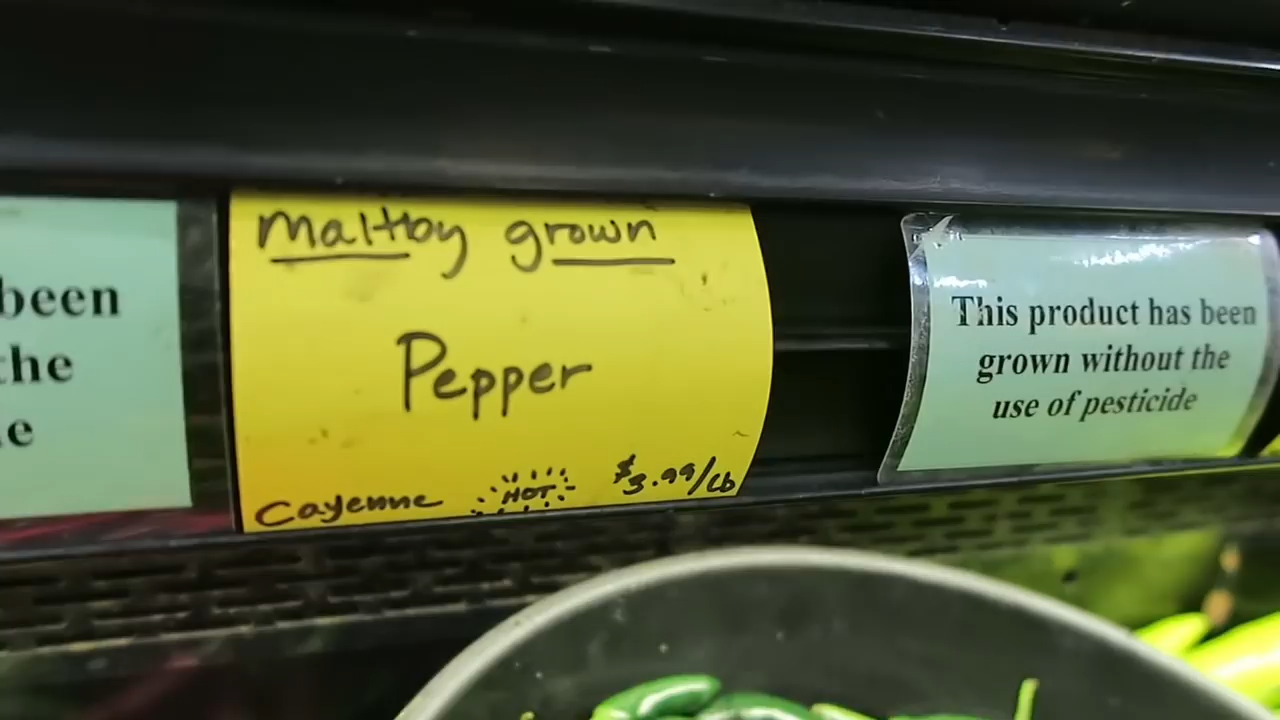 been
the
Maltby grown
Pepper
Cayenne HOT $3.99/Lb
This product has been
grown without the
use of pesticide